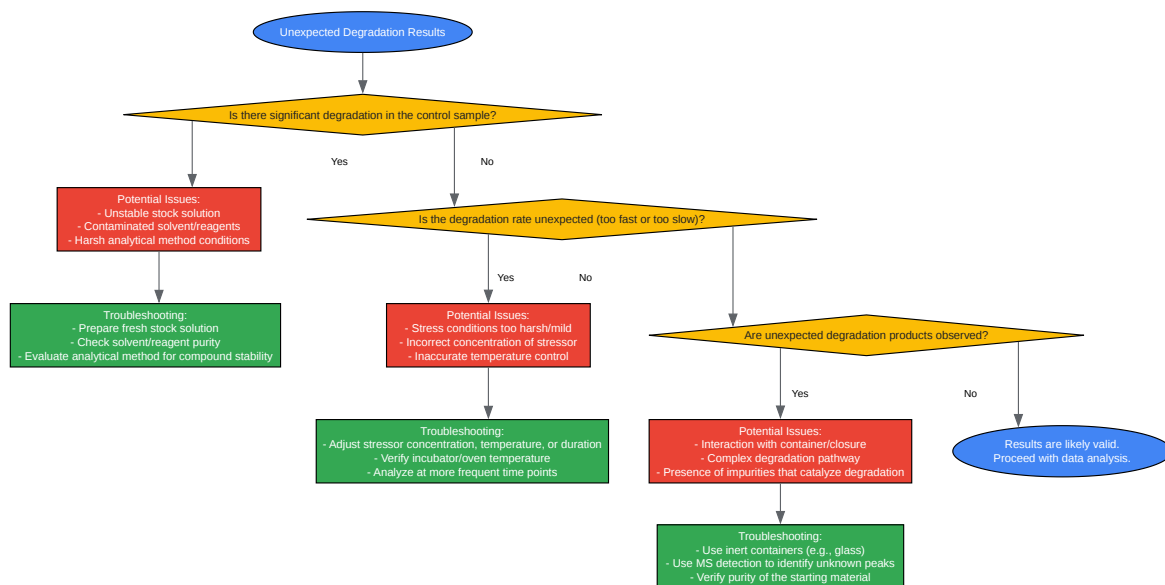 Unexpected Degradation Results
Is there significant degradation in the control sample?
Yes
No
Potential Issues:
- Unstable stock solution
- Contaminated solvent/reagents
- Harsh analytical method conditions
Is the degradation rate unexpected (too fast or too slow)?
Troubleshooting:
- Prepare fresh stock solution
- Check solvent/reagent purity
- Evaluate analytical method for compound stability
Yes
No
Potential Issues:
- Stress conditions too harsh/mild
- Incorrect concentration of stressor
- Inaccurate temperature control
Are unexpected degradation products observed?
Yes
No
Troubleshooting:
- Adjust stressor concentration, temperature, or duration
- Verify incubator/oven temperature
- Analyze at more frequent time points
Potential Issues:
- Interaction with container/closure
- Complex degradation pathway
- Presence of impurities that catalyze degradation
Results are likely valid.
Proceed with data analysis.
Troubleshooting:
- Use inert containers (e.g., glass)
- Use MS detection to identify unknown peaks
- Verify purity of the starting material